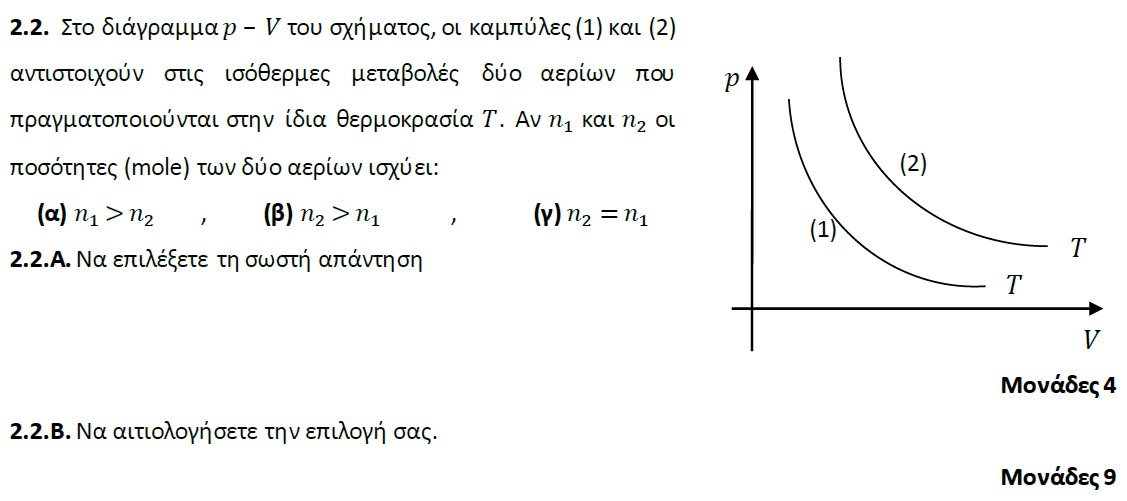 2.2. Στο διάγραμμα p – V του σχήματος, οι καμπύλες (1) και (2)
αντιστοιχούν στις ισόθερμες μεταβολές δύο αερίων που
πραγματοποιούνται στην ίδια θερμοκρασία T. Αν n₁ και n₂ οι
ποσότητες (mole) των δύο αερίων ισχύει:
(α) n₁ > n₂ , (β) n₂ > n₁ , (γ) n₂ = n₁
2.2.Α. Να επιλέξετε τη σωστή απάντηση
p
(2)
(1)
T
T
V
Μονάδες 4
2.2.Β. Να αιτιολογήσετε την επιλογή σας.
Μονάδες 9